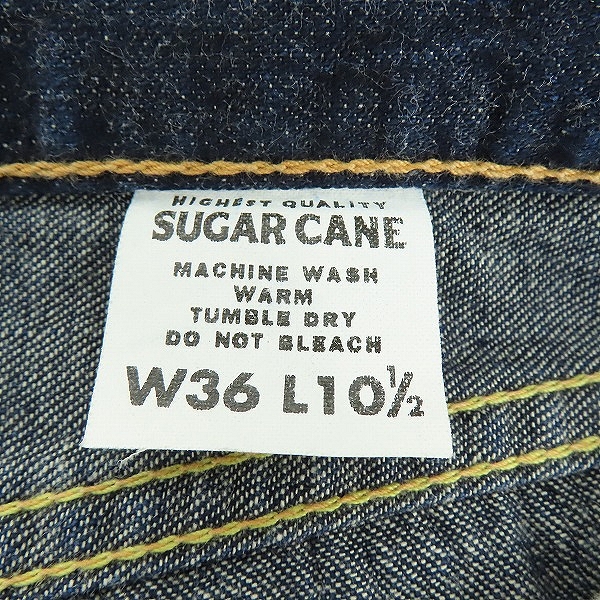 HIGHEST QUALITY
SUGAR CANE
MACHINE WASH
WARM
TUMBLE DRY
DO NOT BLEACH
W36 L10½